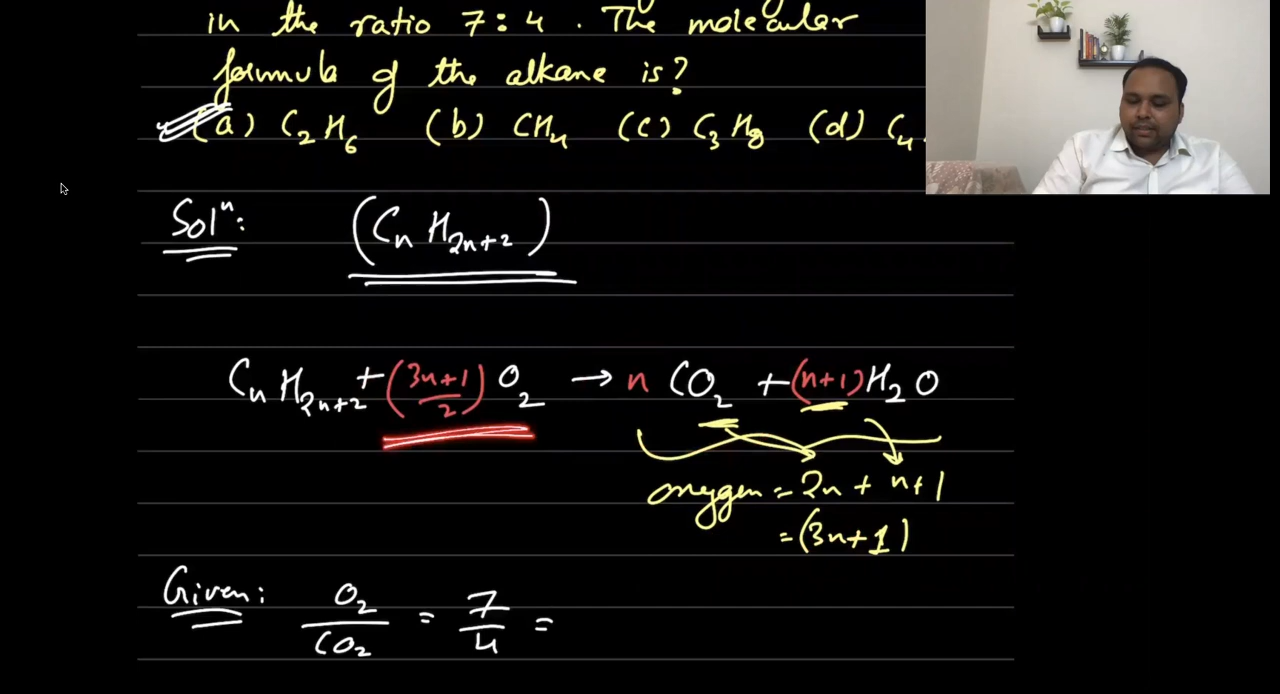 in the ratio 7:4. The molecular
formula of the alkane is?
(a) C₂H₆ (b) CH₄ (c) C₃H₈ (d) C₄
Solⁿ: (CₙH₂ₙ₊₂)
CₙH₂ₙ₊₂ + (3n+1)/2 O₂ → n CO₂ + (n+1)H₂O
oxygen = 2n + n+1
= (3n+1)
Given: O₂/CO₂ = 7/4 =